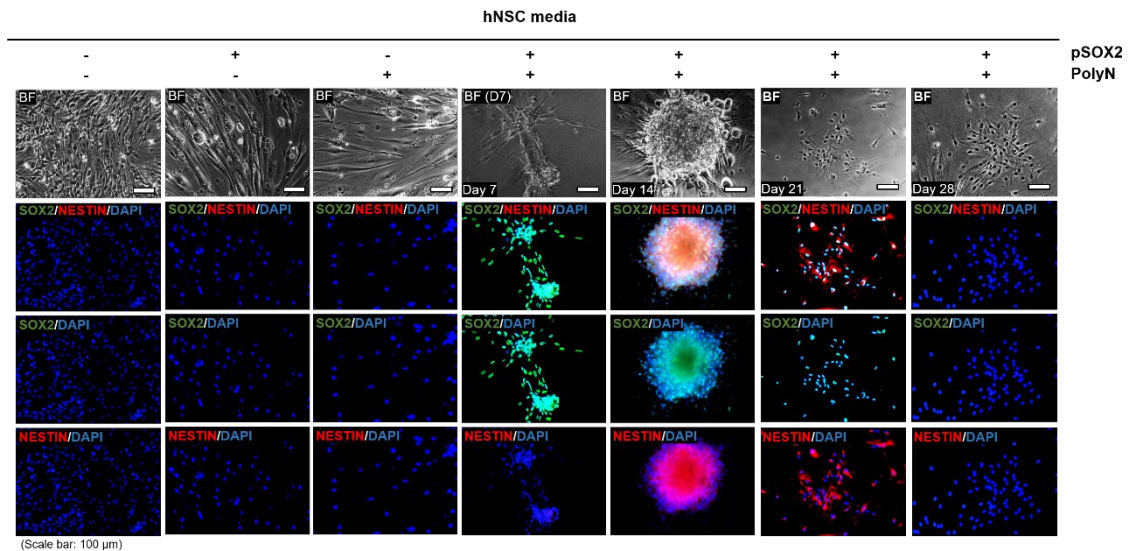 hNSC media
- + - + + + + pSOX2
- - + + + + + PolyN
BF BF BF BF (D7) BF BF BF
Day 7 Day 14 Day 21 Day 28
SOX2/NESTIN/DAPI SOX2/NESTIN/DAPI SOX2/NESTIN/DAPI SOX2/NESTIN/DAPI SOX2/NESTIN/DAPI SOX2/NESTIN/DAPI SOX2/NESTIN/DAPI
SOX2/DAPI SOX2/DAPI SOX2/DAPI SOX2/DAPI SOX2/DAPI SOX2/DAPI SOX2/DAPI
NESTIN/DAPI NESTIN/DAPI NESTIN/DAPI NESTIN/DAPI NESTIN/DAPI NESTIN/DAPI NESTIN/DAPI
(Scale bar: 100 μm)